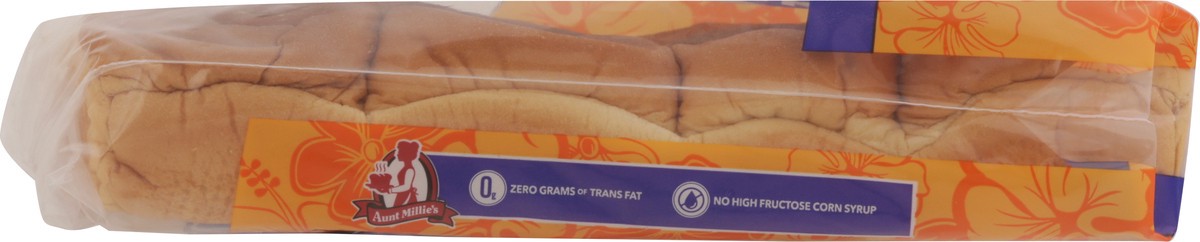 Aunt Millie's
0g ZERO GRAMS OF TRANS FAT
NO HIGH FRUCTOSE CORN SYRUP